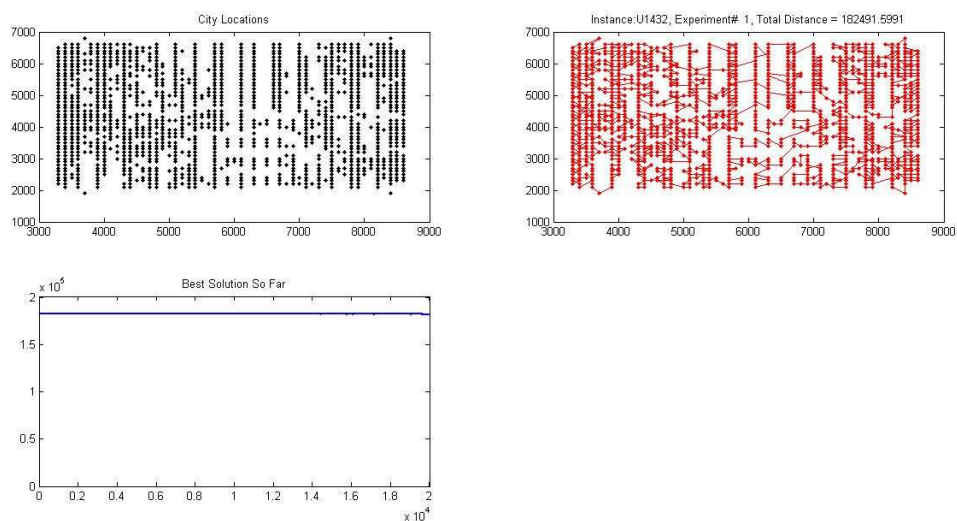 City Locations
7000
6000
5000
4000
3000
2000
1000
3000 4000 5000 6000 7000 8000 9000
Instance:U1432, Experiment# 1, Total Distance = 182491.5991
7000
6000
5000
4000
3000
2000
1000
3000 4000 5000 6000 7000 8000 9000
Best Solution So Far
x 10^5
2
1.5
1
0.5
0
0 0.2 0.4 0.6 0.8 1 1.2 1.4 1.6 1.8 2
x 10^4